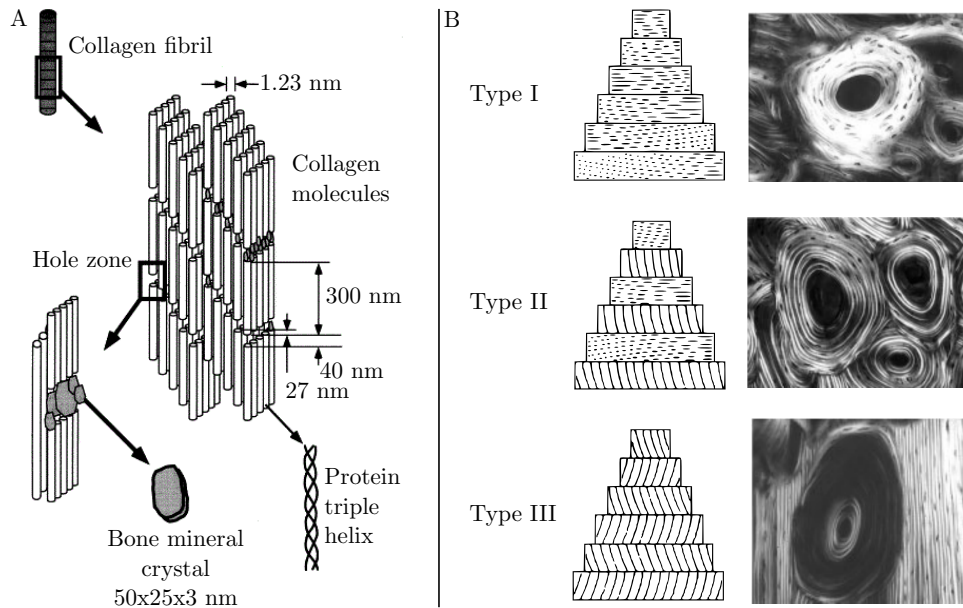 A
Collagen fibril
1.23 nm
Collagen
molecules
Hole zone
300 nm
40 nm
27 nm
Protein
triple
helix
Bone mineral
crystal
50x25x3 nm
B
Type I
Type II
Type III